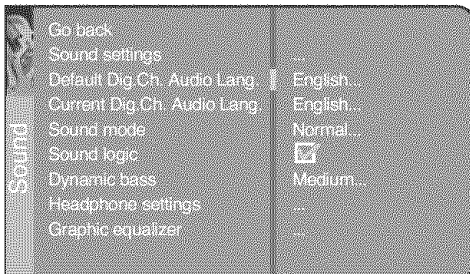 Sound
Go back
Sound settings ...
Default Dig.Ch. Audio Lang. English...
Current Dig.Ch. Audio Lang. English...
Sound mode Normal...
Sound logic
Dynamic bass Medium...
Headphone settings ...
Graphic equalizer ...